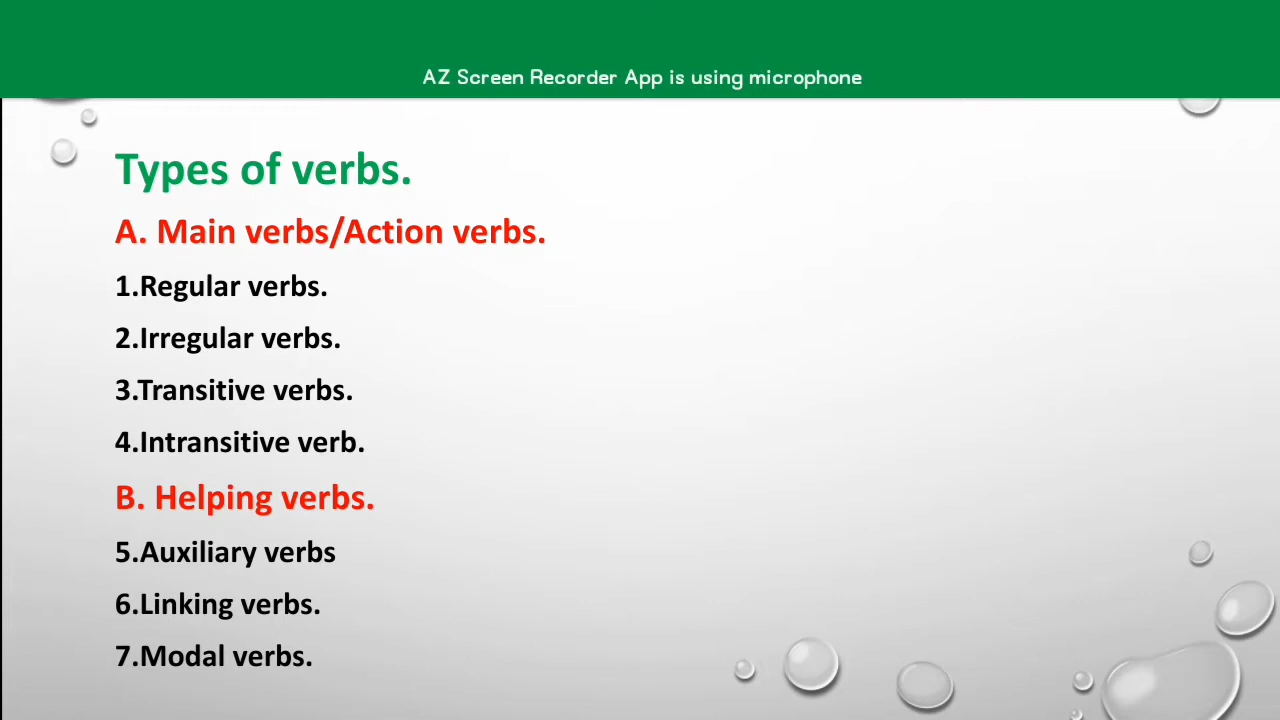 AZ Screen Recorder App is using microphone
Types of verbs.
A. Main verbs/Action verbs.
1.Regular verbs.
2.Irregular verbs.
3.Transitive verbs.
4.Intransitive verb.
B. Helping verbs.
5.Auxiliary verbs
6.Linking verbs.
7.Modal verbs.